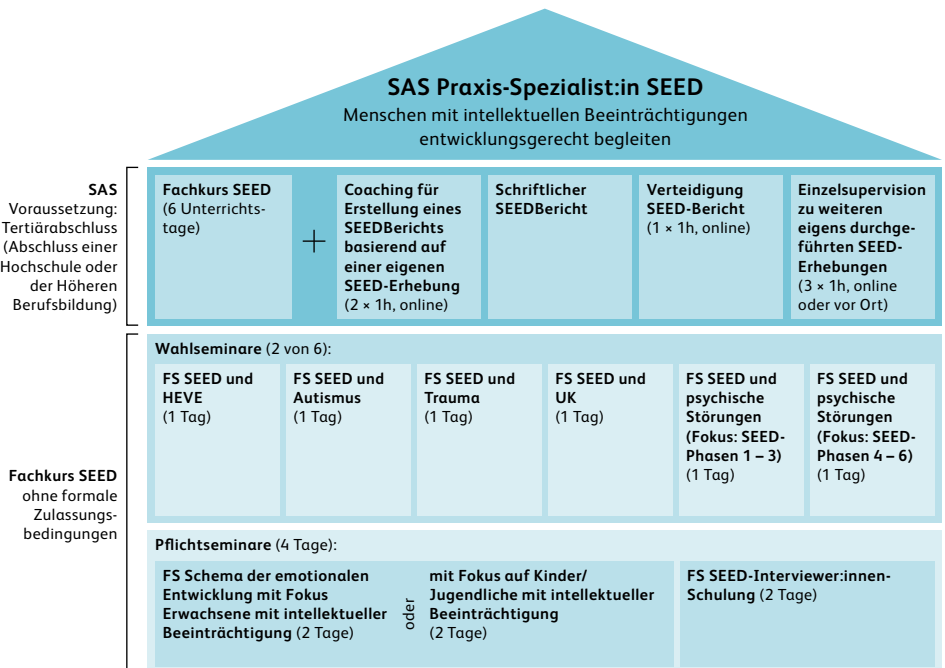 SAS Praxis-Spezialist:in SEED
Menschen mit intellektuellen Beeinträchtigungen
entwicklungsgerecht begleiten
SAS
Voraussetzung:
Tertiärabschluss
(Abschluss einer
Hochschule oder
der Höheren
Berufsbildung)
Fachkurs SEED
(6 Unterrichts-
tage)
+
Coaching für
Erstellung eines
SEEDBerichts
basierend auf
einer eigenen
SEED-Erhebung
(2 × 1h, online)
Schriftlicher
SEEDBericht
Verteidigung
SEED-Bericht
(1 × 1h, online)
Einzelsupervision
zu weiteren
eigens durchge-
führten SEED-
Erhebungen
(3 × 1h, online
oder vor Ort)
Fachkurs SEED
ohne formale
Zulassungs-
bedingungen
Wahlseminare (2 von 6):
FS SEED und
HEVE
(1 Tag)
FS SEED und
Autismus
(1 Tag)
FS SEED und
Trauma
(1 Tag)
FS SEED und
UK
(1 Tag)
FS SEED und
psychische
Störungen
(Fokus: SEED-
Phasen 1 – 3)
(1 Tag)
FS SEED und
psychische
Störungen
(Fokus: SEED-
Phasen 4 – 6)
(1 Tag)
Pflichtseminare (4 Tage):
FS Schema der emotionalen
Entwicklung mit Fokus
Erwachsene mit intellektueller
Beeinträchtigung (2 Tage)
oder
mit Fokus auf Kinder/
Jugendliche mit intellektueller
Beeinträchtigung
(2 Tage)
FS SEED-Interviewer:innen-
Schulung (2 Tage)